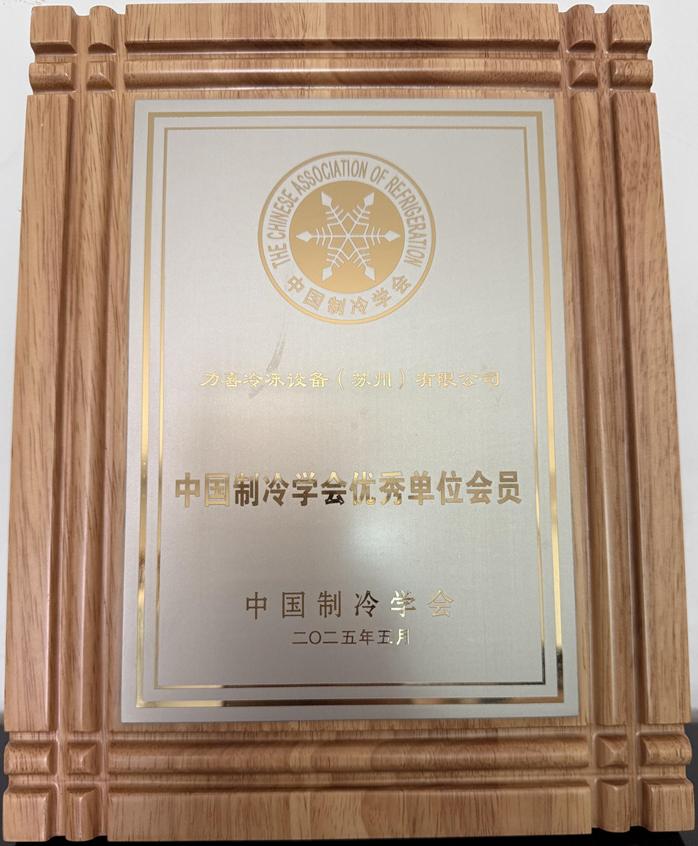 THE CHINESE ASSOCIATION OF REFRIGERATION
中国制冷学会
力喜冷冻设备（苏州）有限公司
中国制冷学会优秀单位会员
中国制冷学会
二〇二五年五月